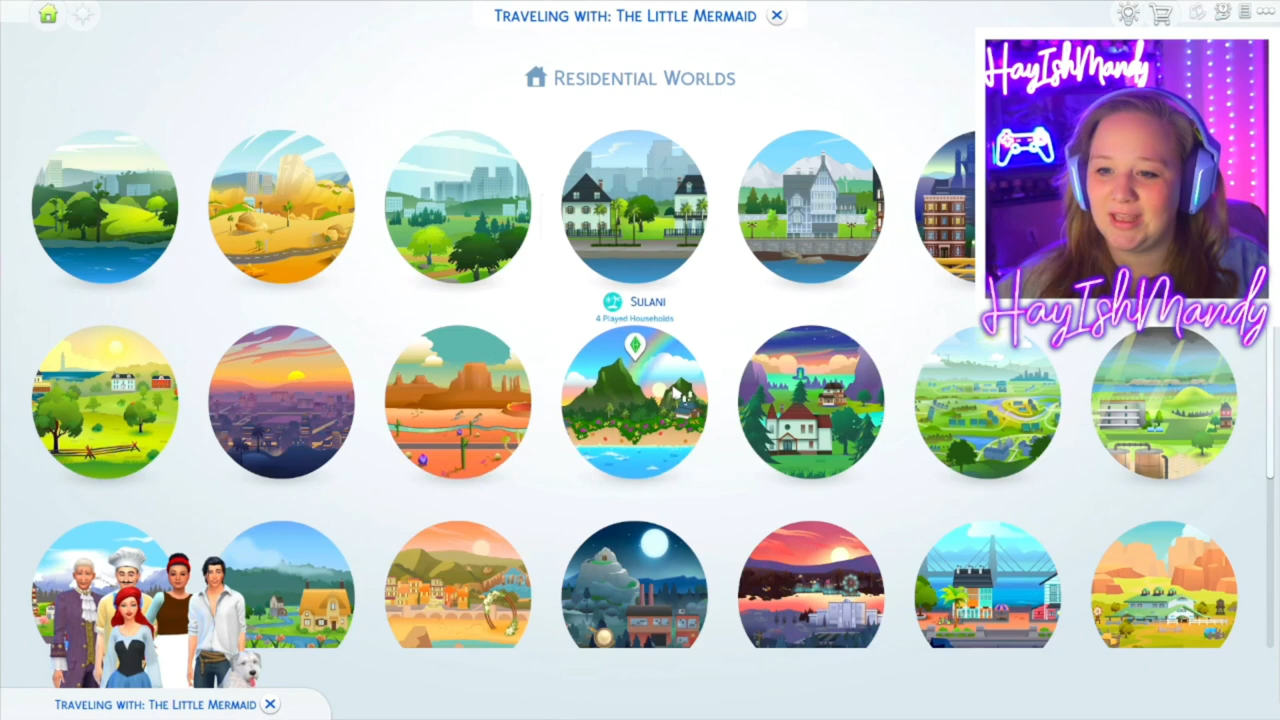 TRAVELING WITH: THE LITTLE MERMAID
RESIDENTIAL WORLDS
HayIshMandy
HayIshMandy
SULANI
4 Played Households
TRAVELING WITH: THE LITTLE MERMAID